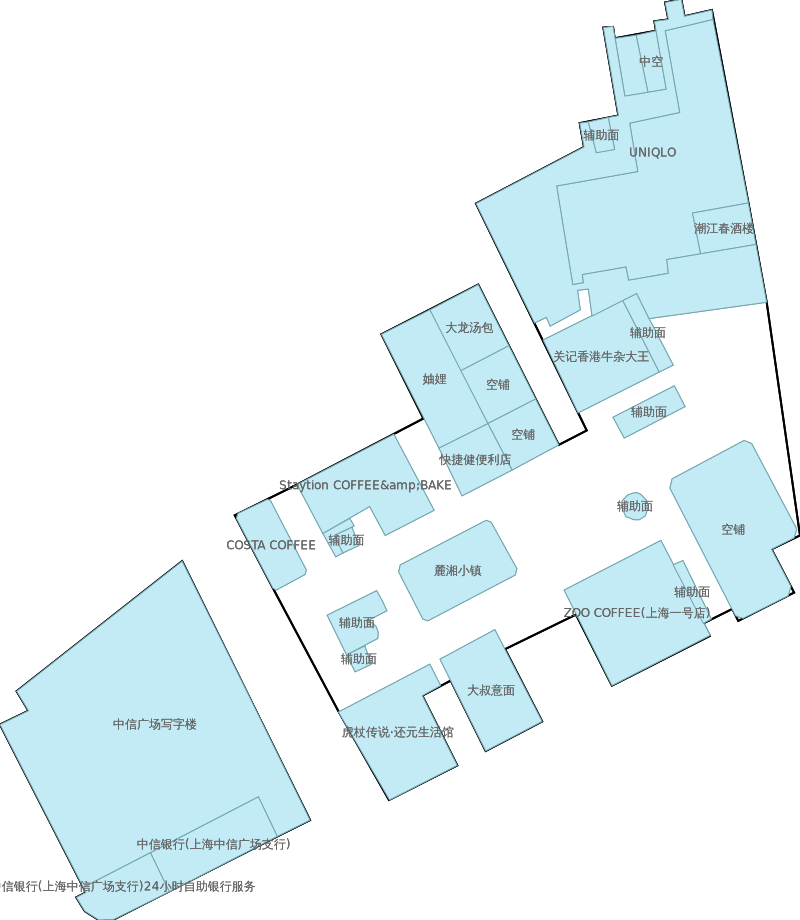 中空
辅助面
UNIQLO
潮江春酒楼
大龙汤包
辅助面
关记香港牛杂大王
妯娌
空铺
辅助面
空铺
快捷健便利店
Staytion COFFEE&amp;BAKE
辅助面
空铺
辅助面
COSTA COFFEE
麓湘小镇
辅助面
ZOO COFFEE(上海一号店)
辅助面
辅助面
大叔意面
中信广场写字楼
虎杖传说·还元生活馆
中信银行(上海中信广场支行)
信银行(上海中信广场支行)24小时自助银行服务